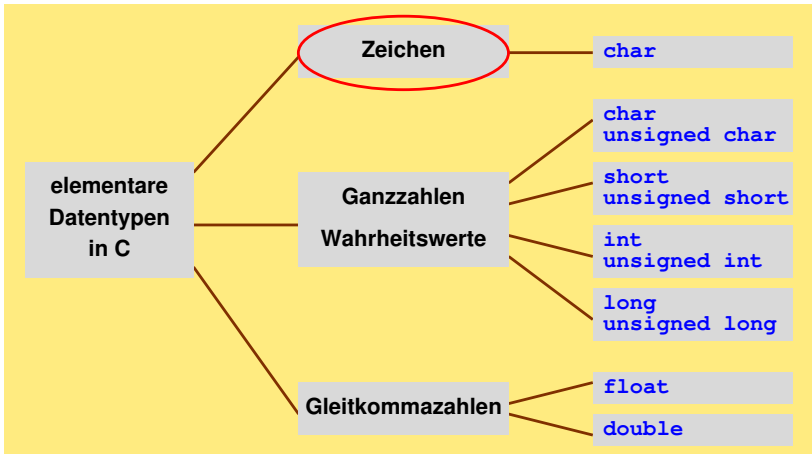 Zeichen
char
char
unsigned char
elementare
Datentypen
in C
Ganzzahlen
Wahrheitswerte
short
unsigned short
int
unsigned int
long
unsigned long
Gleitkommazahlen
float
double